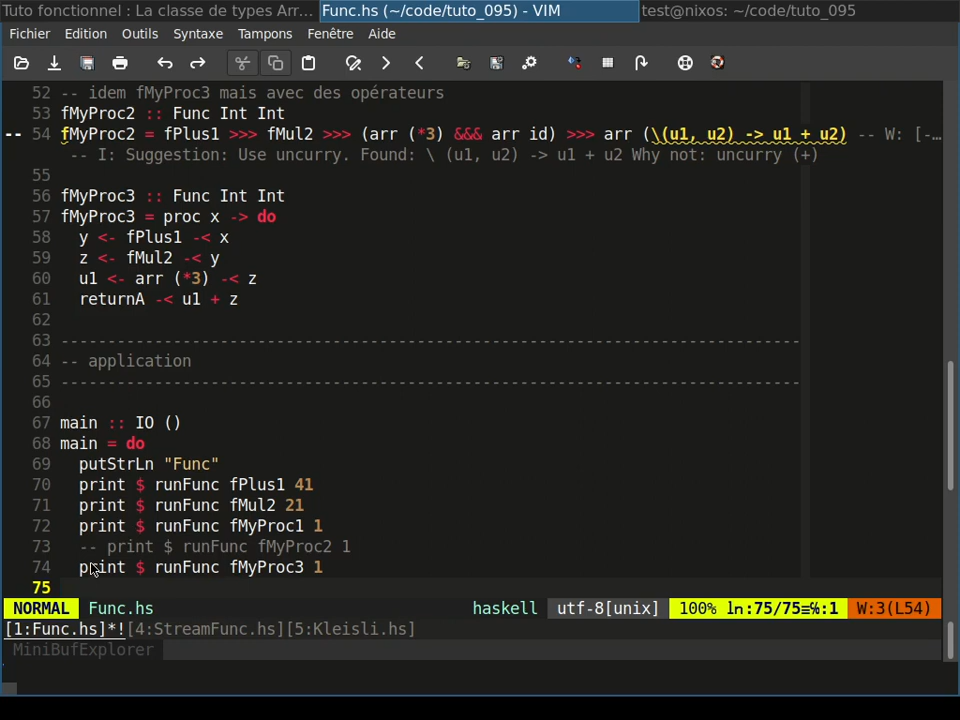 Tuto fonctionnel : La classe de types Arr... Func.hs (~/code/tuto_095) - VIM test@nixos: ~/code/tuto_095
Fichier Edition Outils Syntaxe Tampons Fenêtre Aide
52 -- idem fMyProc3 mais avec des opérateurs
53 fMyProc2 :: Func Int Int
-- 54 fMyProc2 = fPlus1 >>> fMul2 >>> (arr (*3) &&& arr id) >>> arr (\(u1, u2) -> u1 + u2) -- W: [-…
-- I: Suggestion: Use uncurry. Found: \ (u1, u2) -> u1 + u2 Why not: uncurry (+)
55
56 fMyProc3 :: Func Int Int
57 fMyProc3 = proc x -> do
58   y <- fPlus1 -< x
59   z <- fMul2 -< y
60   u1 <- arr (*3) -< z
61   returnA -< u1 + z
62
63 -------------------------------------------------------------------------------
64 -- application
65 -------------------------------------------------------------------------------
66
67 main :: IO ()
68 main = do
69   putStrLn "Func"
70   print $ runFunc fPlus1 41
71   print $ runFunc fMul2 21
72   print $ runFunc fMyProc1 1
73   -- print $ runFunc fMyProc2 1
74   print $ runFunc fMyProc3 1
75
NORMAL Func.hs haskell utf-8[unix] 100% ln:75/75≡℅:1 W:3(L54)
[1:Func.hs]*![4:StreamFunc.hs][5:Kleisli.hs]
MiniBufExplorer